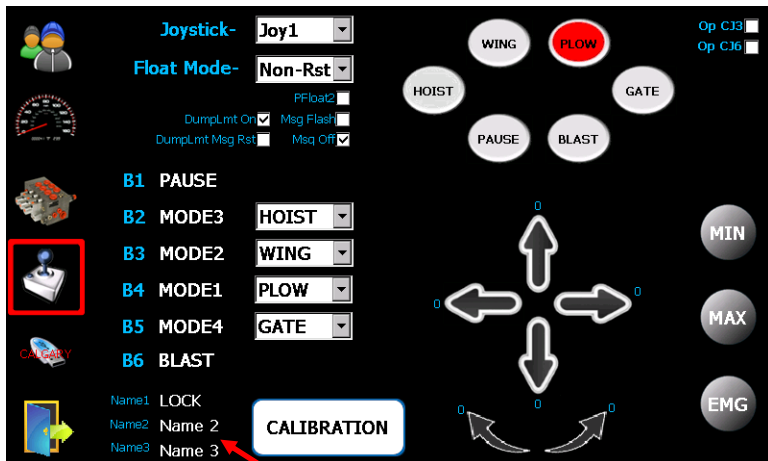 Joystick- Joy1
Float Mode- Non-Rst
PFloat2
DumpLmt On Msg Flash
DumpLmt Msg Rst Msq Off
B1 PAUSE
B2 MODE3 HOIST
B3 MODE2 WING
B4 MODE1 PLOW
B5 MODE4 GATE
B6 BLAST
Name1 LOCK
Name2 Name 2
Name3 Name 3
CALIBRATION
CALGARY
WING
PLOW
HOIST
GATE
PAUSE
BLAST
Op CJ3
Op CJ6
0
0
0
0
0
0
MIN
MAX
EMG